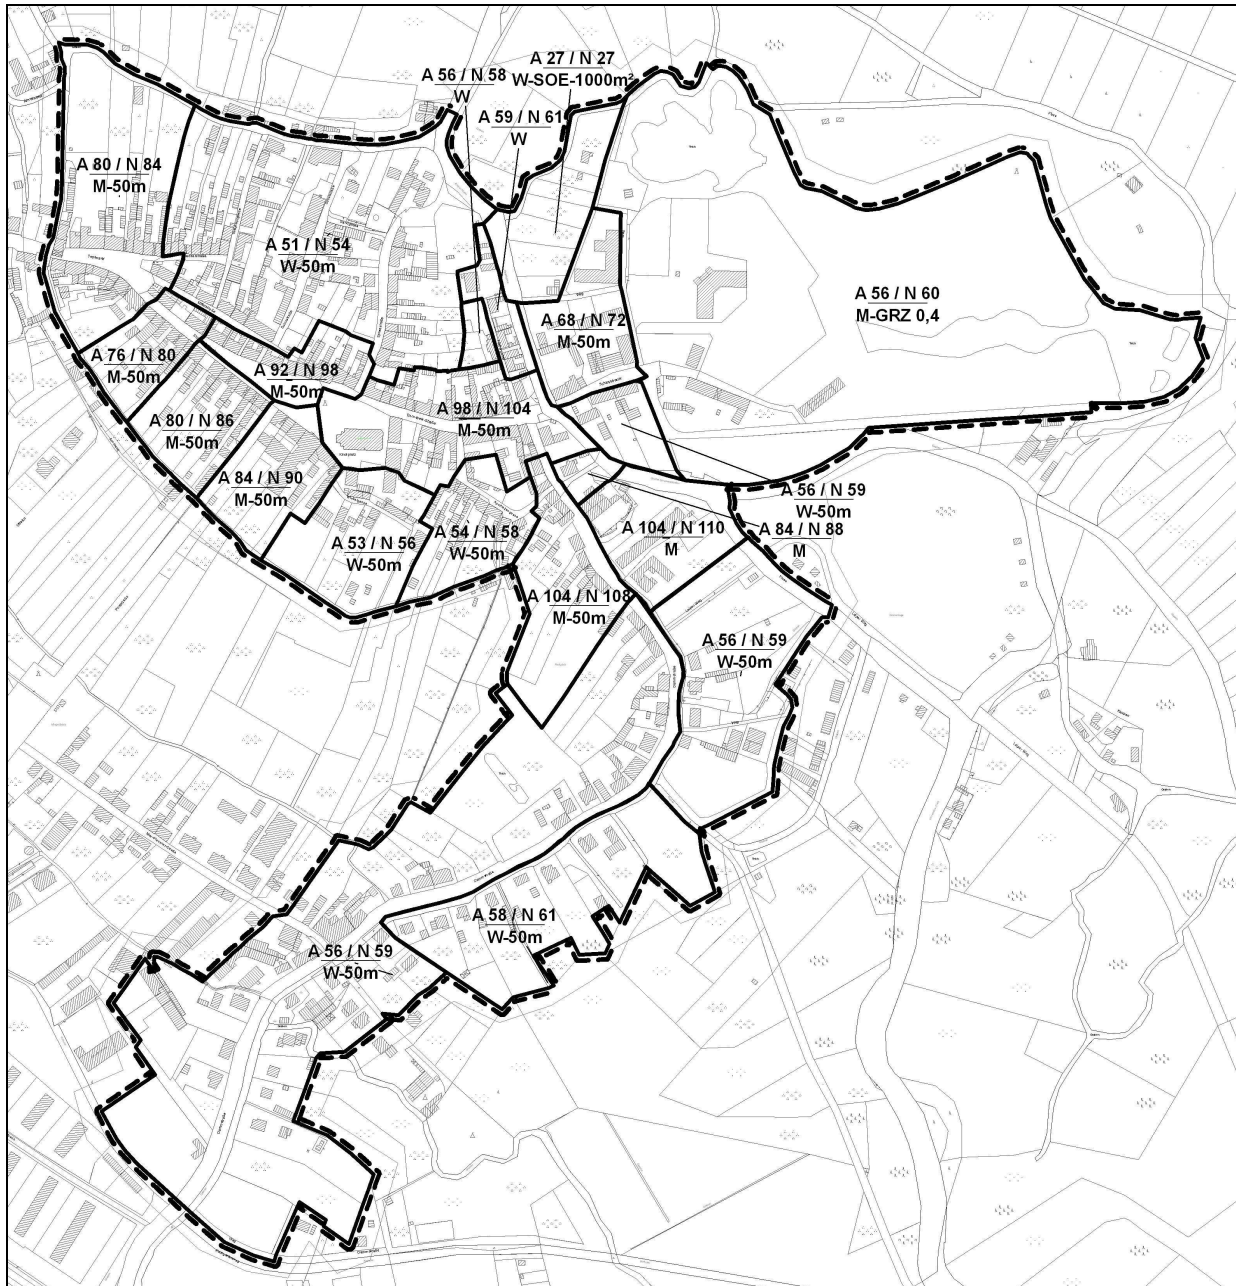 A 27 / N 27
W-SOE-1000m²
A 56 / N 58
W
A 59 / N 61
W
A 80 / N 84
M-50m
A 51 / N 54
W-50m
A 56 / N 60
M-GRZ 0,4
A 68 / N 72
M-50m
A 76 / N 80
M-50m
A 92 / N 98
M-50m
A 98 / N 104
M-50m
A 80 / N 86
M-50m
A 84 / N 90
M-50m
A 56 / N 59
W-50m
A 84 / N 88
M
A 104 / N 110
M
A 53 / N 56
W-50m
A 54 / N 58
W-50m
A 104 / N 108
M-50m
A 56 / N 59
W-50m
A 58 / N 61
W-50m
A 56 / N 59
W-50m